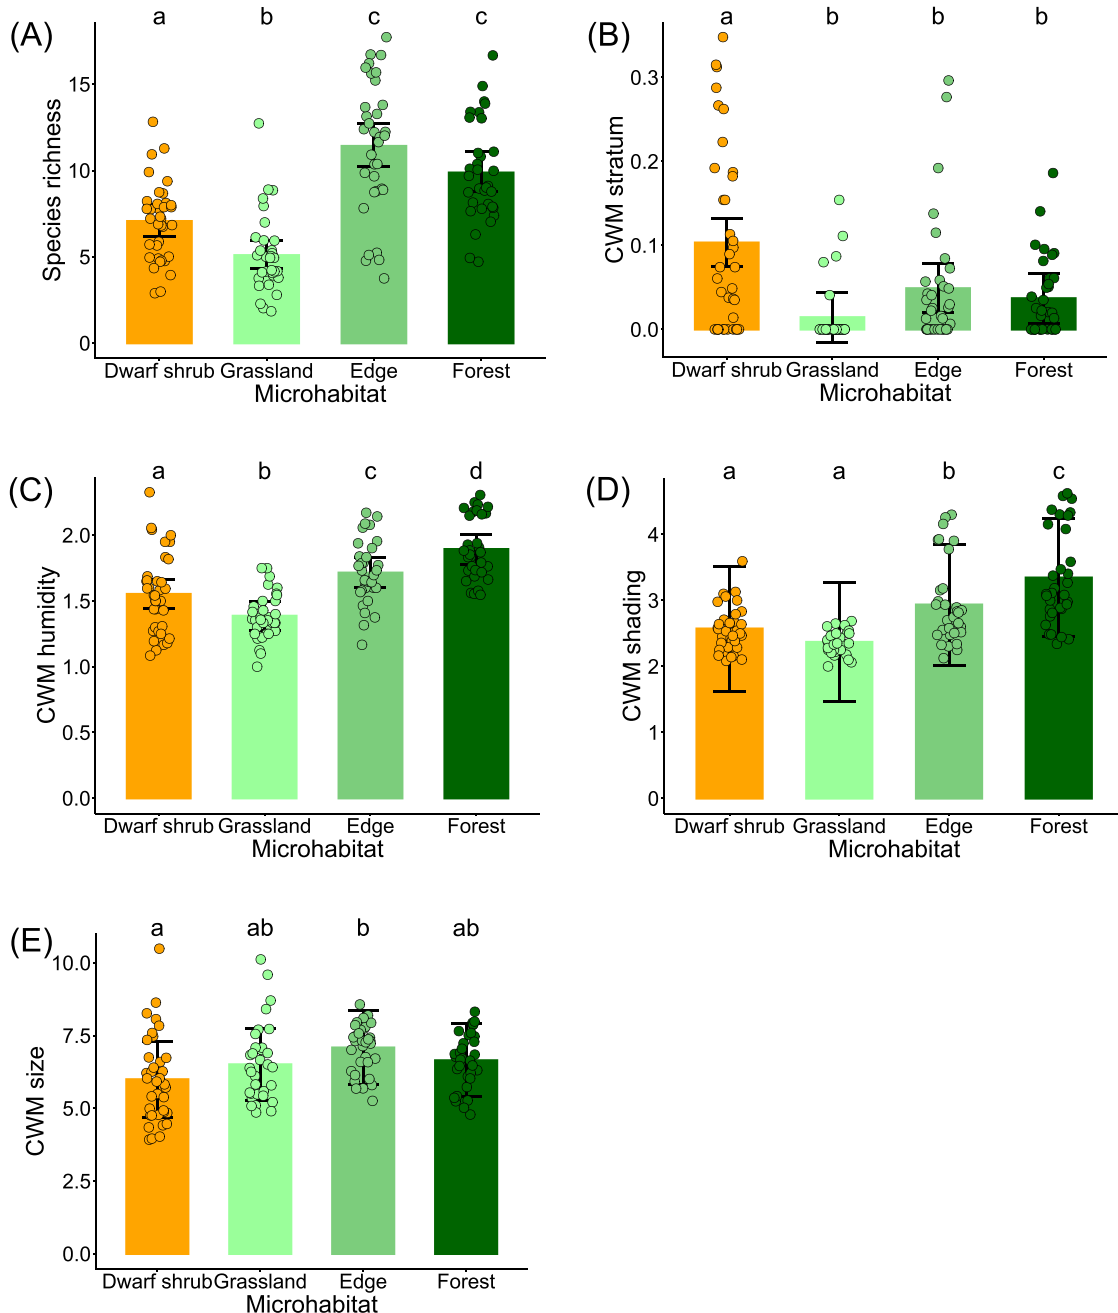 (A)
a b c c
Species richness
15
10
5
0
Dwarf shrub Grassland Edge Forest
Microhabitat
(B)
a b b b
CWM stratum
0.3
0.2
0.1
0.0
Dwarf shrub Grassland Edge Forest
Microhabitat
(C)
a b c d
CWM humidity
2.0
1.5
1.0
0.5
0.0
Dwarf shrub Grassland Edge Forest
Microhabitat
(D)
a a b c
CWM shading
4
3
2
1
0
Dwarf shrub Grassland Edge Forest
Microhabitat
(E)
a ab b ab
CWM size
10.0
7.5
5.0
2.5
0.0
Dwarf shrub Grassland Edge Forest
Microhabitat